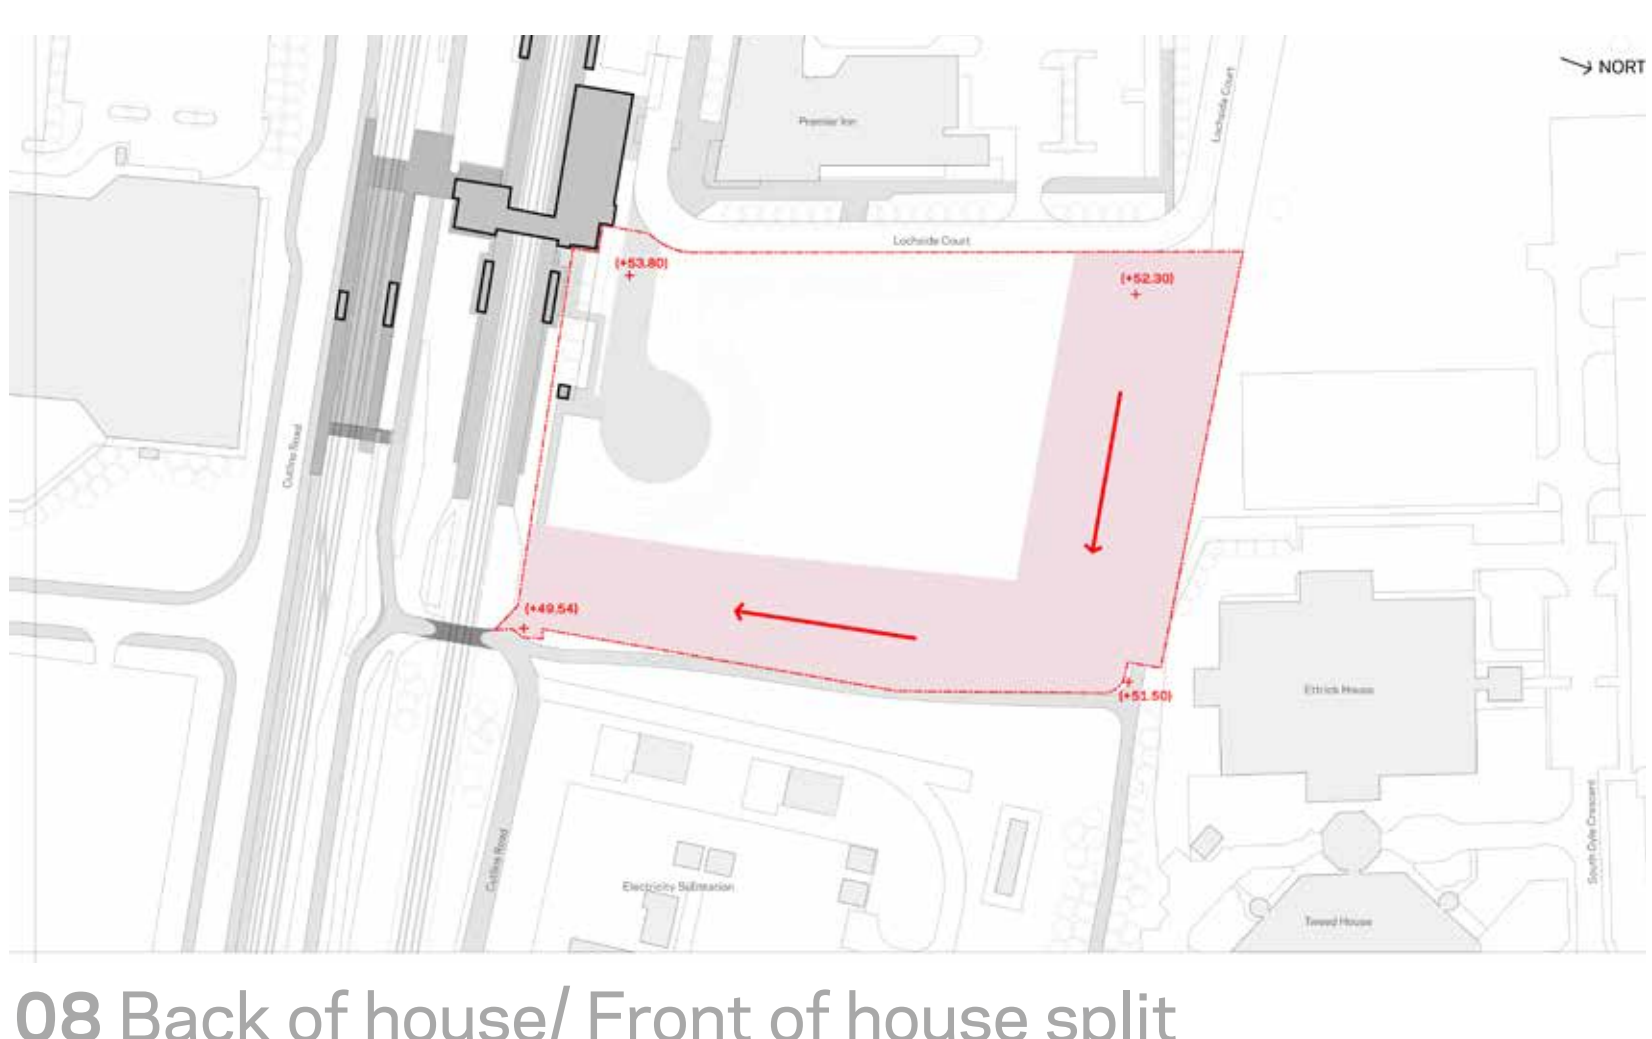 NORT
Premier Inn
Lochside Court
Lochside Court
(+53.80)
(+52.30)
Cutlins Road
(+49.54)
(+51.50)
Ettrick House
Cutlins Road
Electricity Substation
South Gyle Crescent
Tweed House
08 Back of house/ Front of house split